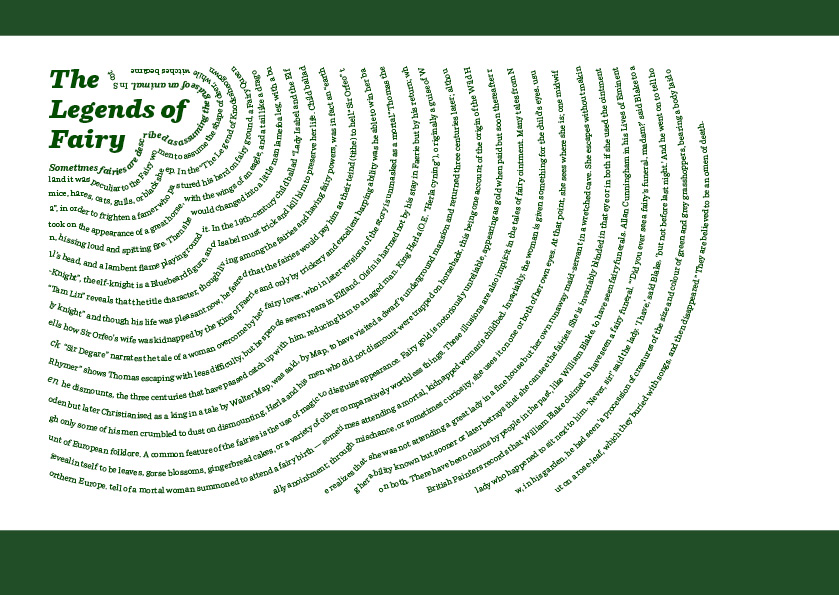 The
Legends of
Fairy
Sometimes fairies are described as assuming the guise of an animal. In Scot
land it was peculiar to the fairy women to assume the shape of deer; while witches became
mice, hares, cats, gulls, or black sheep. In the "The Legend of Knockshigown
a", in order to frighten a famer who pastured his herd on fairy ground, a fairy queen
took on the appearance of a great horse, with the wings of an eagle, and a tail like a drago
n, hissing loud and spitting fire. Then she would changed into a little man lame of a leg, with a bu
ll's head, and a lambent flame playing round it. In the 19th-century Child ballad "Lady Isabel and the Elf
-Knight", the elf-knight is a Bluebeard figure, and Isabel must trick and kill him to preserve her life. Child ballad
"Tam Lin" reveals that the title character, though living among the fairies and having fairy powers, was in fact an "earth
ly knight" and though his life was pleasant now, he feared that the fairies would pay him as their teind (tithe) to hell." Sir Orfeo" t
ells how Sir Orfeo's wife was kidnapped by the King of Faerie and only by trickery and excellent harping ability was he able to win her ba
ck "Sir Degare" narrates the tale of a woman overcome by her fairy lover, who in later versions of the story is unmasked as a mortal."Thomas the
Rhymer" shows Thomas escaping with less difficulty, but he spends seven years in Elfland. Oisín is harmed not by his stay in Faerie but by his return; wh
en he dismounts, the three centuries that have passed catch up with him, reducing him to an aged man. King Herla (O.E. "Herla cyning"), originally a guise of W
oden but later Christianised as a king in a tale by Walter Map, was said, by Map, to have visited a dwarf's underground mansion and returned three centuries later; althou
gh only some of his men crumbled to dust on dismounting, Herla and his men who did not dismount were trapped on horseback, this being one account of the origin of the Wild H
unt of European folklore. A common feature of the fairies is the use of magic to disguise appearance. Fairy gold is notoriously unreliable, appearing as gold when paid but soon thereafter r
eveal itself to be leaves, gorse blossoms, gingerbread cakes, or a variety of other comparatively worthless things. These illusions are also implicit in the tales of fairy ointment. Many tales from N
orthern Europe, tell of a mortal woman summoned to attend a fairy birth — sometimes attending a mortal, kidnapped woman's childbed. Invariably, the woman is given something for the child's eyes, usu
ally an ointment; through mischance, or sometimes curiosity, she uses it on one or both of her own eyes. At that point, she sees where she is; one midwif
e realizes that she was not attending a great lady in a fine house but her own runaway maid-servant in a wretched cave. She escapes without makin
g her ability known but sooner or later betrays that she can see the fairies. She is invariably blinded in that eye or in both if she used the ointment
on both. There have been claims by people in the past, like William Blake, to have seen fairy funerals. Allan Cunningham in his Lives of Eminent
British Painters records that William Blake claimed to have seen a fairy funeral. "'Did you ever see a fairy's funeral, madam?' said Blake to a
lady who happened to sit next to him. 'Never, Sir!' said the lady. 'I have,' said Blake, 'but not before last night.' And he went on to tell ho
w, in his garden, he had seen a procession of creatures of the size and colour of green and grey grasshoppers, bearing a body laid o
ut on a rose-leaf, which they buried with songs, and then disappeared." They are believed to be an omen of death.